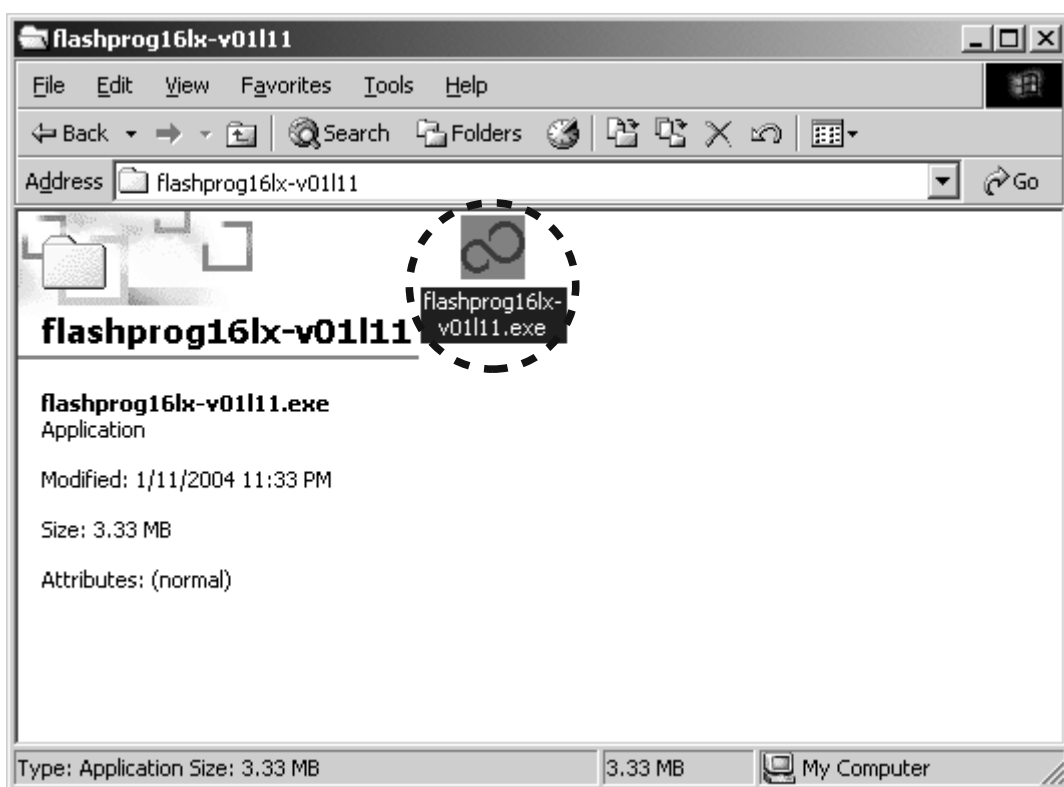 flashprog16lx-v01l11
File Edit View Favorites Tools Help
Back Search Folders
Address flashprog16lx-v01l11 Go
flashprog16lx-
v01l11.exe
flashprog16lx-v01l11
flashprog16lx-v01l11.exe
Application
Modified: 1/11/2004 11:33 PM
Size: 3.33 MB
Attributes: (normal)
Type: Application Size: 3.33 MB 3.33 MB My Computer